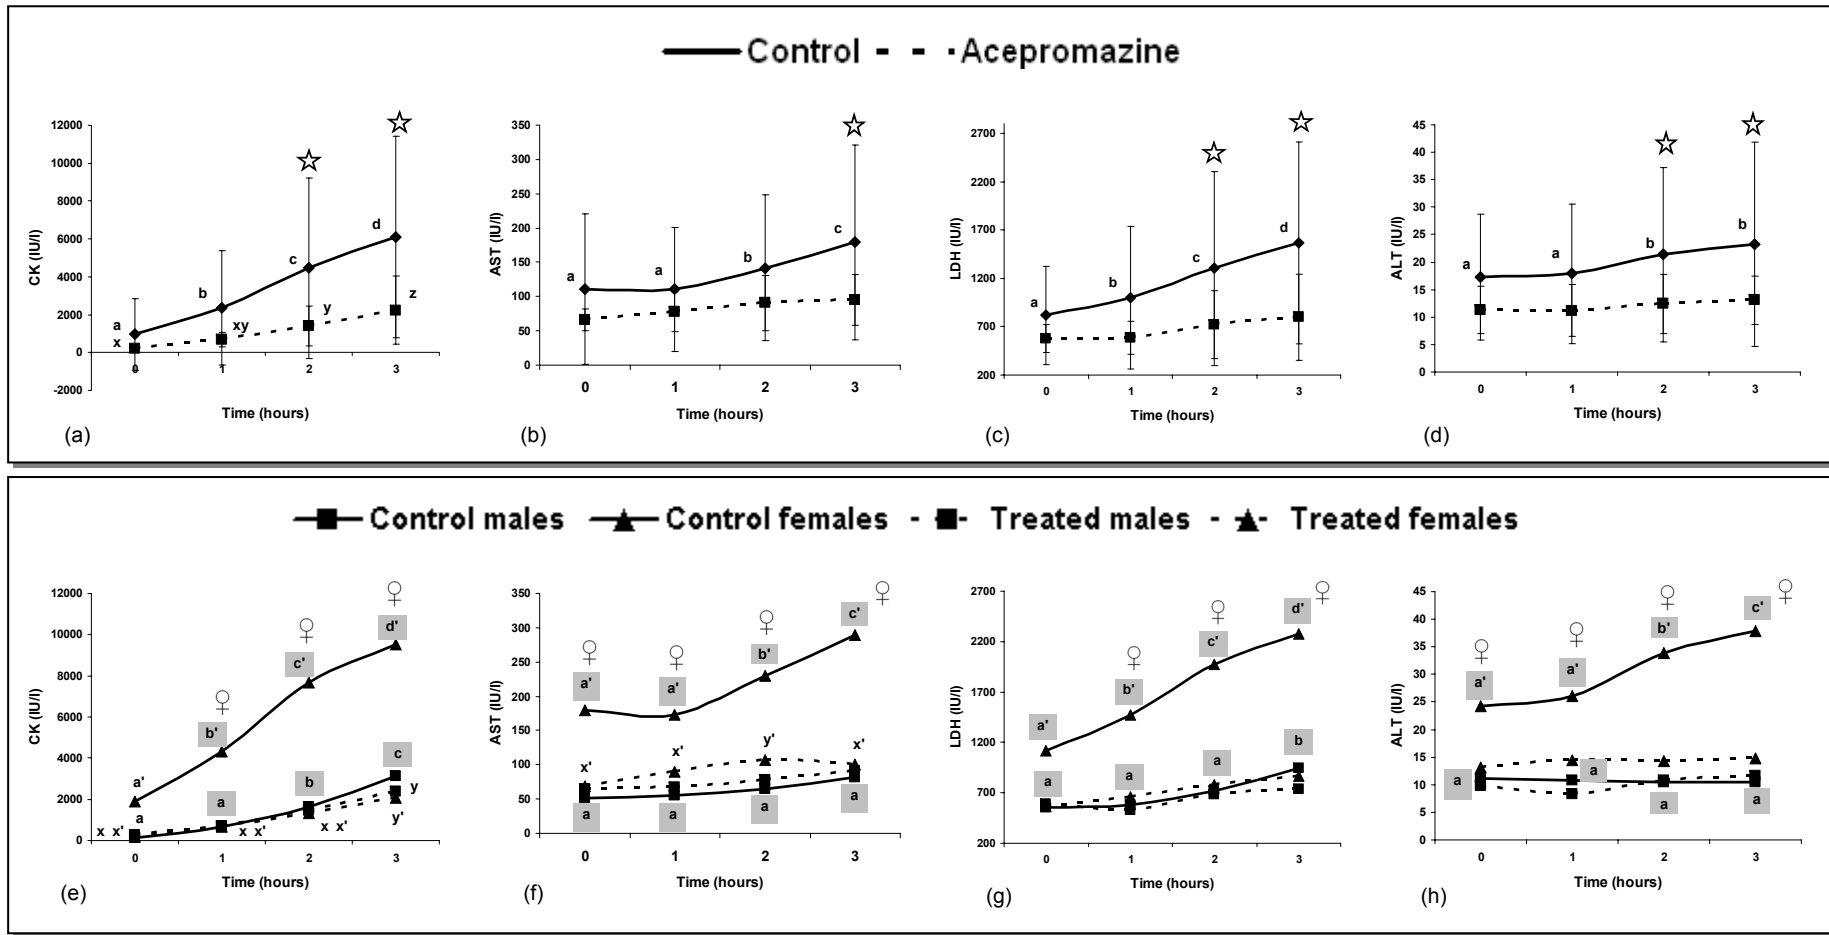 Control Acepromazine
CK (IU/l)
12000
10000
8000
6000
4000
2000
0
-2000
a b c d
x xy y z
0 1 2 3
Time (hours)
(a)
AST (IU/l)
350
300
250
200
150
100
50
0
a a b c
0 1 2 3
Time (hours)
(b)
LDH (IU/l)
2700
2200
1700
1200
700
200
a b c d
0 1 2 3
Time (hours)
(c)
ALT (IU/l)
45
40
35
30
25
20
15
10
5
0
a a b b
0 1 2 3
Time (hours)
(d)
Control males Control females Treated males Treated females
CK (IU/l)
12000
10000
8000
6000
4000
2000
0
♀ ♀ ♀
a' b' c' d'
a a b c
x x' x x' x x' y
y'
0 1 2 3
Time (hours)
(e)
AST (IU/l)
350
300
250
200
150
100
50
0
♀ ♀ ♀ ♀
a' a' b' c'
x' x' y' x'
a a a a
0 1 2 3
Time (hours)
(f)
LDH (IU/l)
2700
2200
1700
1200
700
200
♀ ♀ ♀
a' b' c' d'
a a a b
0 1 2 3
Time (hours)
(g)
ALT (IU/l)
45
40
35
30
25
20
15
10
5
0
♀ ♀ ♀ ♀
a' a' b' c'
a a a a
0 1 2 3
Time (hours)
(h)